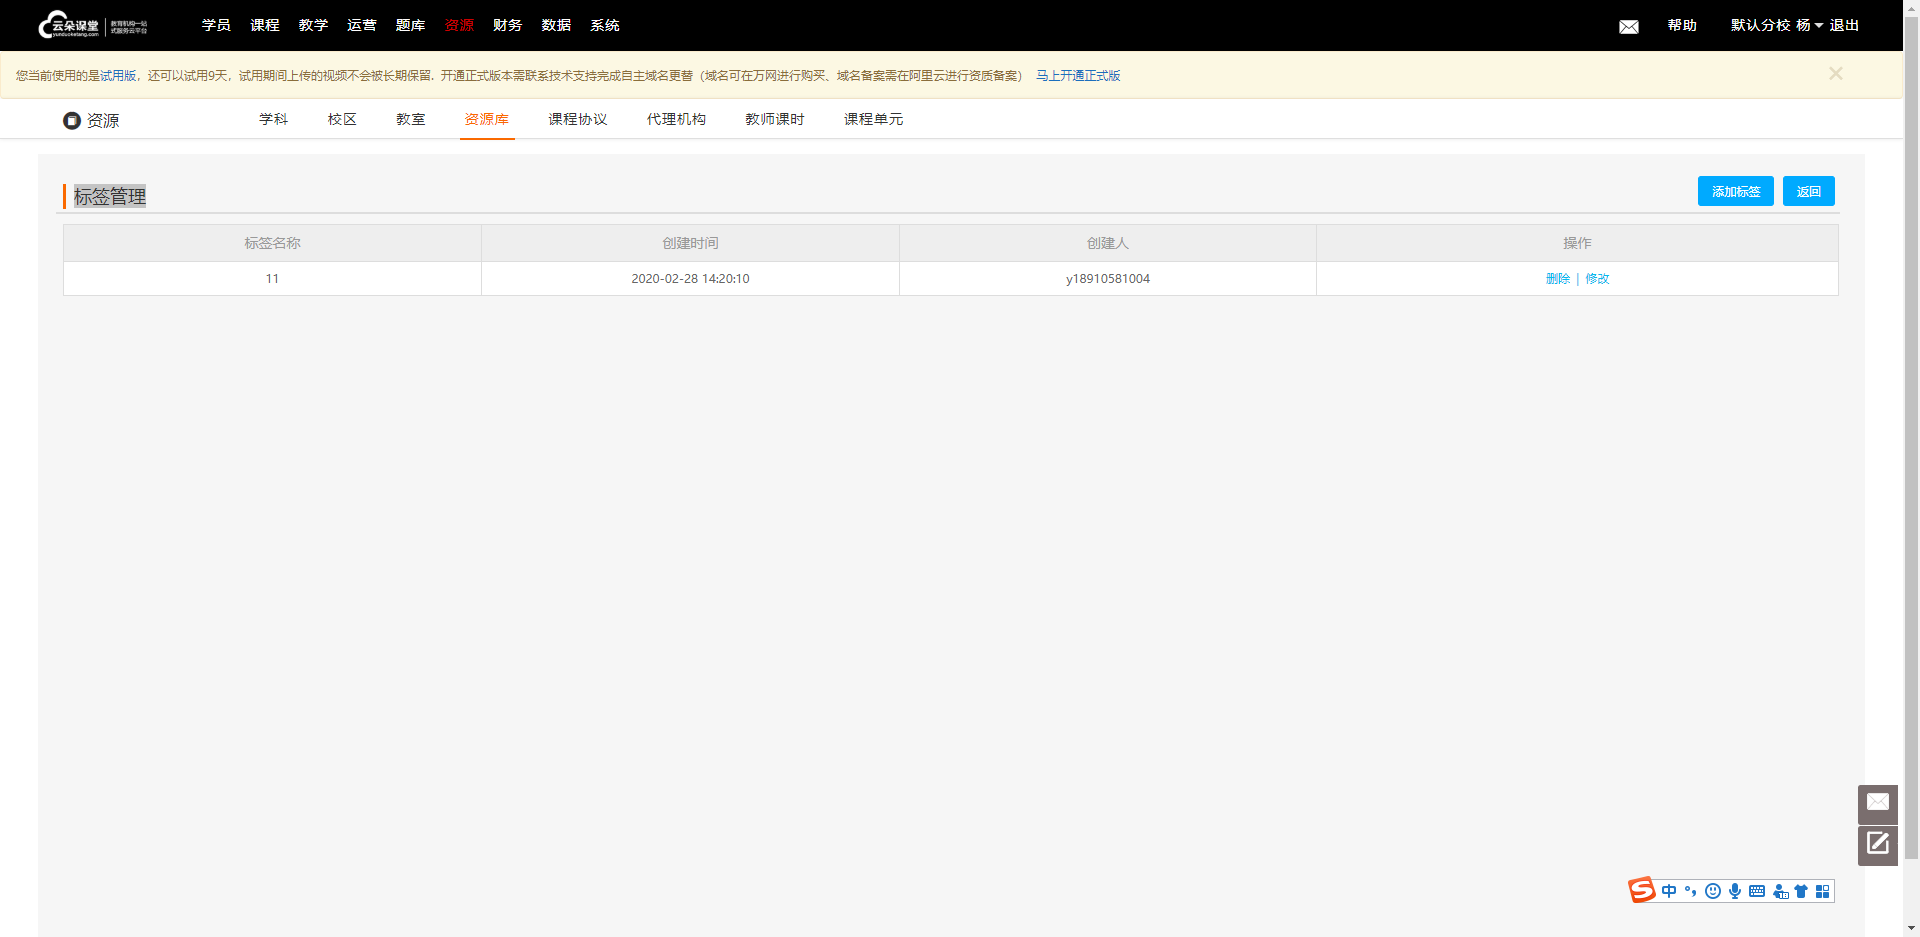 云朵课堂 yunduoketang.com 教育机构一站式服务云平台
学员 课程 教学 运营 题库 资源 财务 数据 系统 帮助 默认分校 杨 退出
您当前使用的是试用版，还可以试用9天，试用期间上传的视频不会被长期保留. 开通正式版本需联系技术支持完成自主域名更替（域名可在万网进行购买、域名备案需在阿里云进行资质备案） 马上开通正式版
资源 学科 校区 教室 资源库 课程协议 代理机构 教师课时 课程单元
标签管理 添加标签 返回
标签名称 创建时间 创建人 操作
11 2020-02-28 14:20:10 y18910581004 删除 | 修改
中